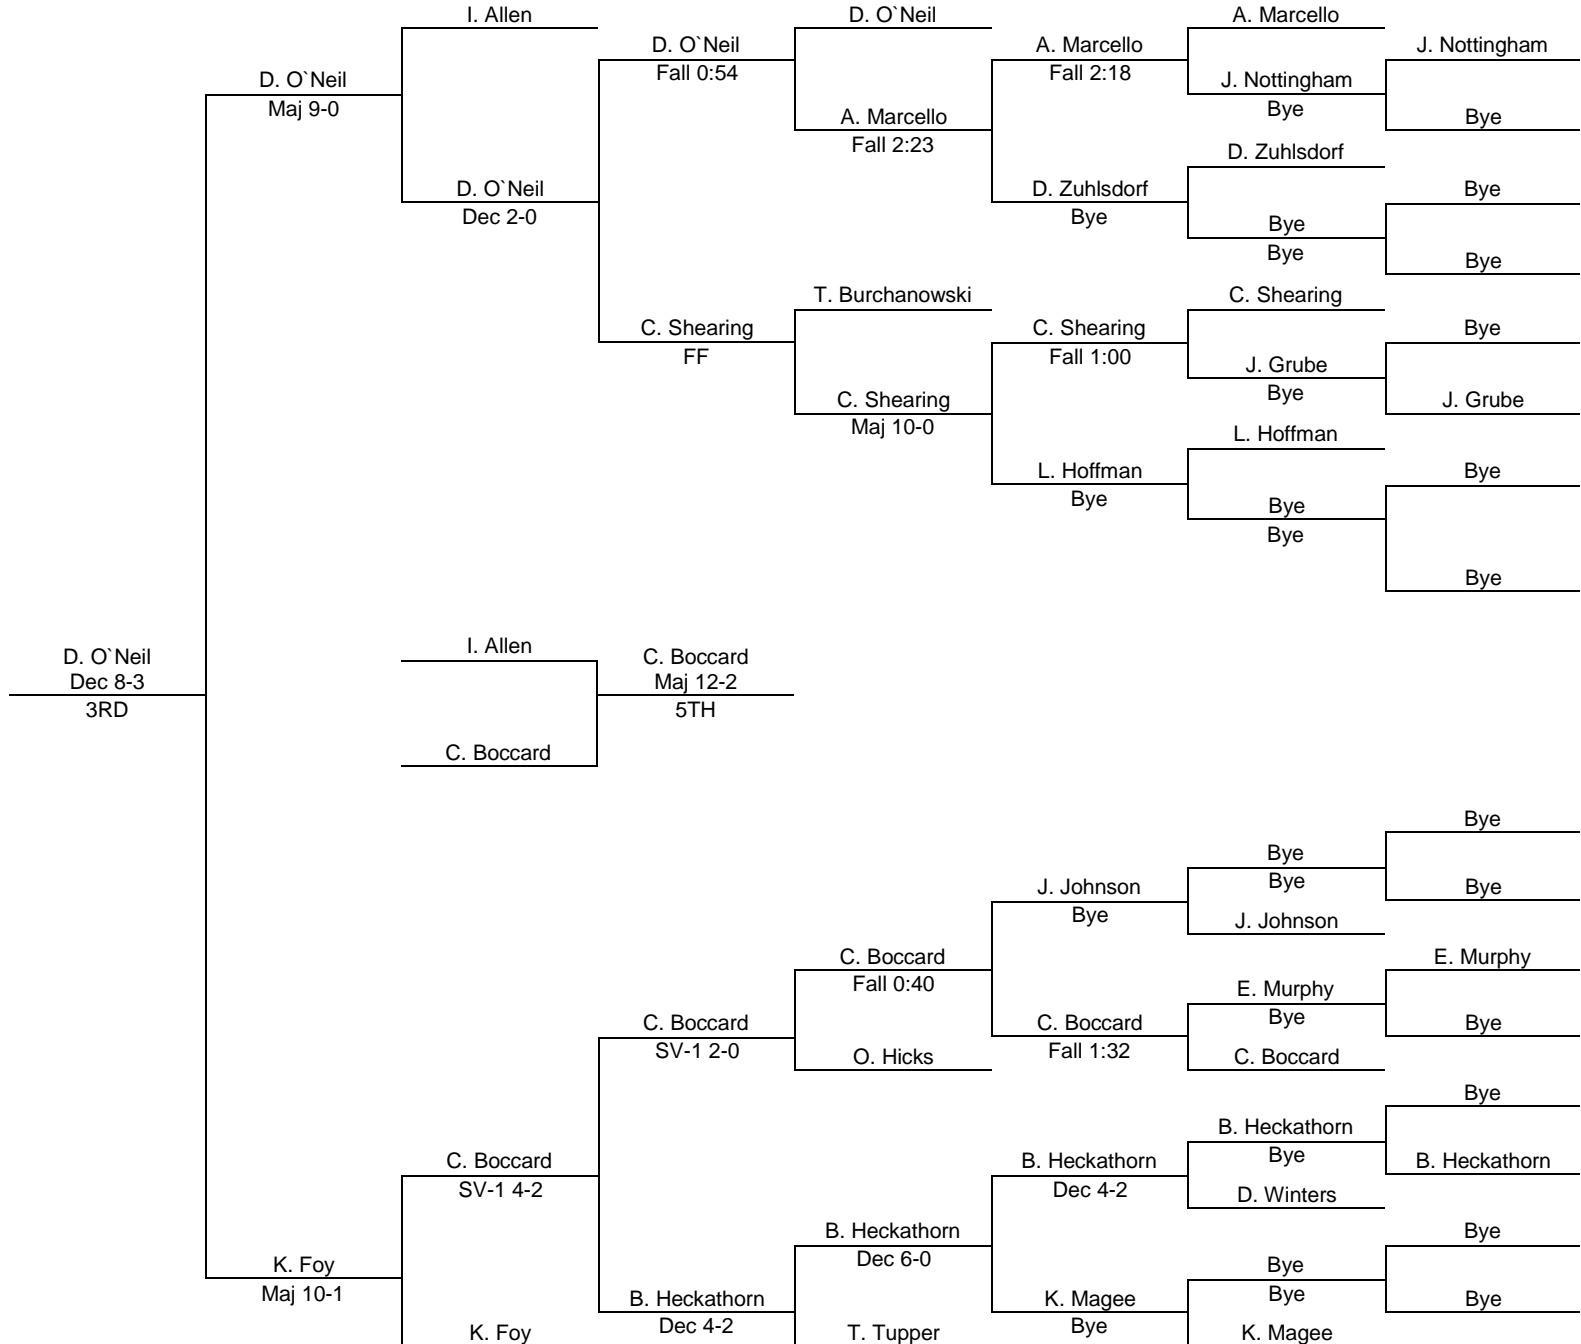 I. Allen
D. O`Neil
A. Marcello
D. O`Neil
Fall 0:54
A. Marcello
Fall 2:18
J. Nottingham
D. O`Neil
Maj 9-0
J. Nottingham
Bye
A. Marcello
Fall 2:23
Bye
D. Zuhlsdorf
D. O`Neil
Dec 2-0
D. Zuhlsdorf
Bye
Bye
Bye
Bye
Bye
T. Burchanowski
C. Shearing
C. Shearing
FF
C. Shearing
Fall 1:00
Bye
J. Grube
Bye
C. Shearing
Maj 10-0
J. Grube
L. Hoffman
L. Hoffman
Bye
Bye
Bye
Bye
Bye
D. O`Neil
Dec 8-3
3RD
I. Allen
C. Boccard
Maj 12-2
5TH
C. Boccard
Bye
Bye
Bye
J. Johnson
Bye
Bye
J. Johnson
C. Boccard
Fall 0:40
E. Murphy
E. Murphy
Bye
C. Boccard
SV-1 2-0
C. Boccard
Fall 1:32
Bye
O. Hicks
C. Boccard
Bye
B. Heckathorn
Bye
C. Boccard
SV-1 4-2
B. Heckathorn
Dec 4-2
B. Heckathorn
D. Winters
B. Heckathorn
Dec 6-0
Bye
K. Foy
Maj 10-1
Bye
Bye
B. Heckathorn
Dec 4-2
K. Magee
Bye
Bye
K. Foy
T. Tupper
K. Magee